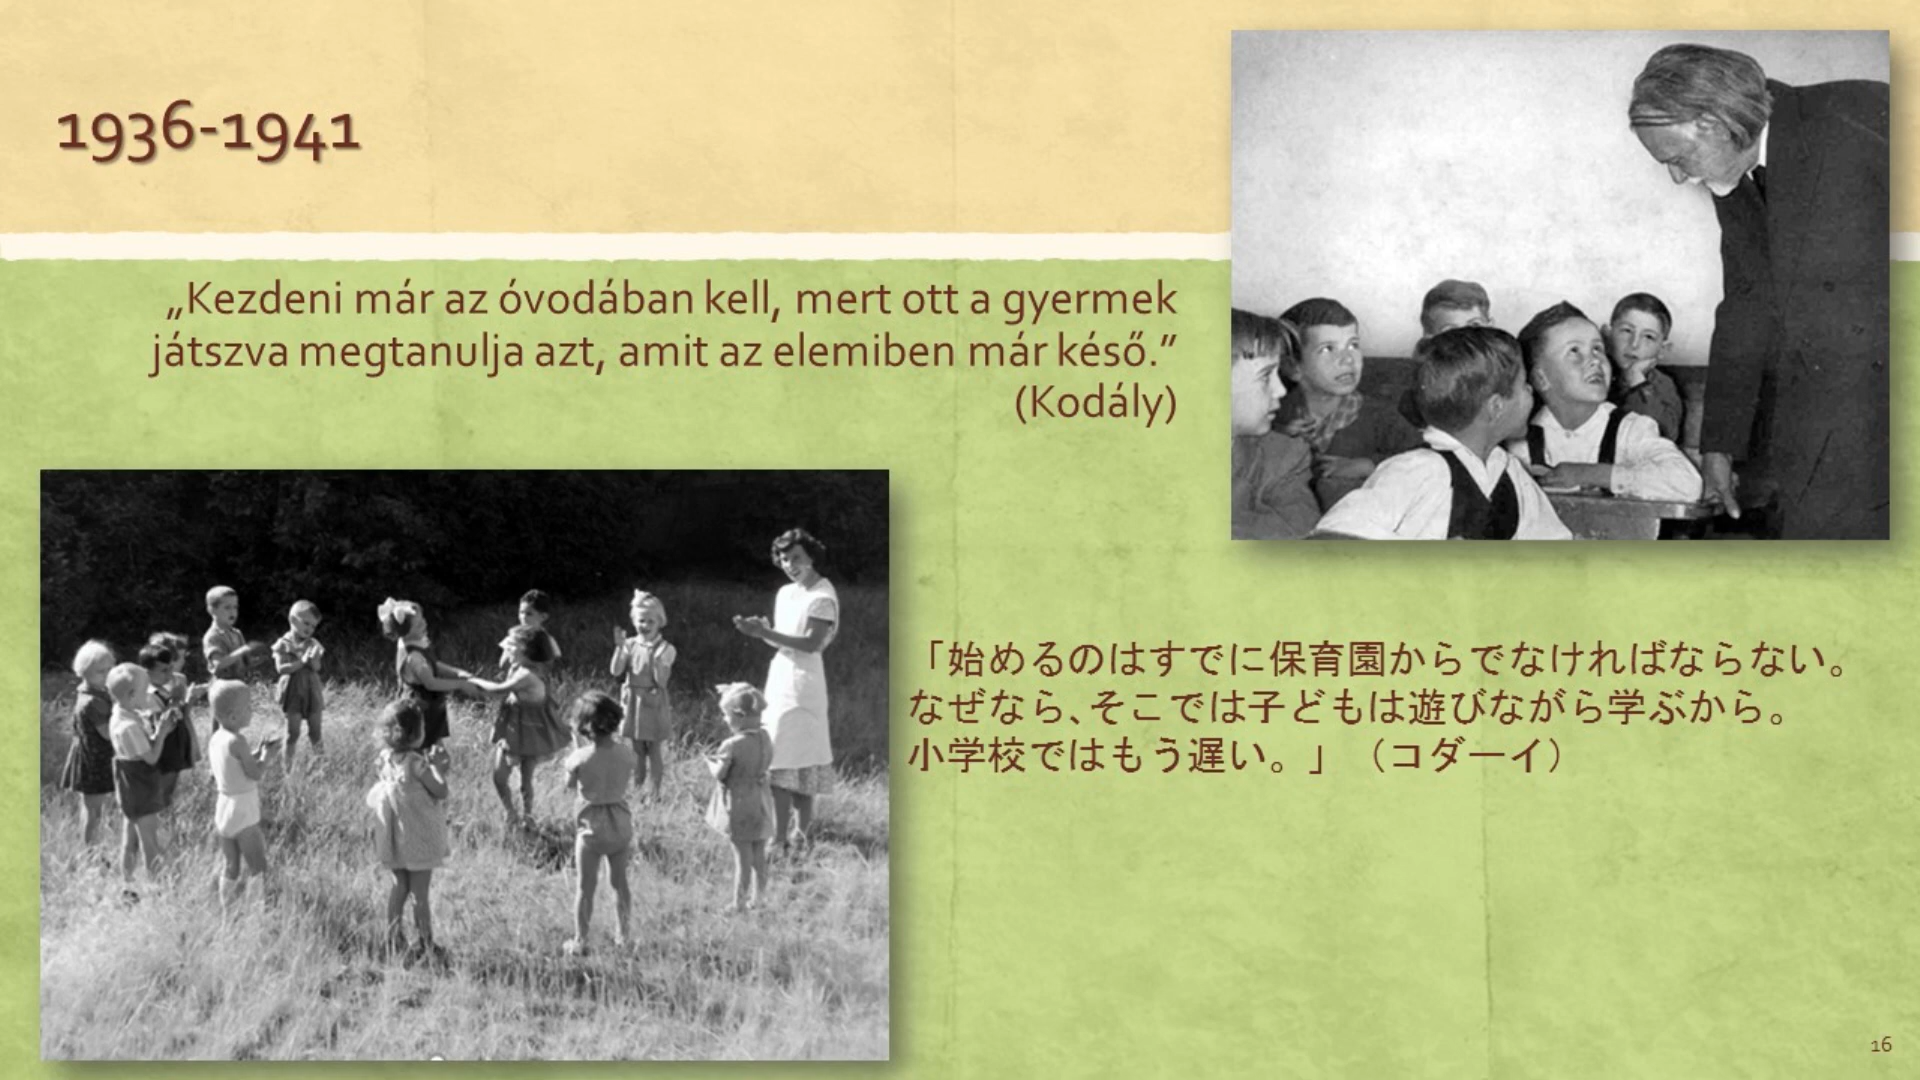 1936-1941
„Kezdeni már az óvodában kell, mert ott a gyermek
játszva megtanulja azt, amit az elemiben már késő.”
(Kodály)
「始めるのはすでに保育園からでなければならない。
なぜなら、そこでは子どもは遊びながら学ぶから。
小学校ではもう遅い。」（コダーイ）
16